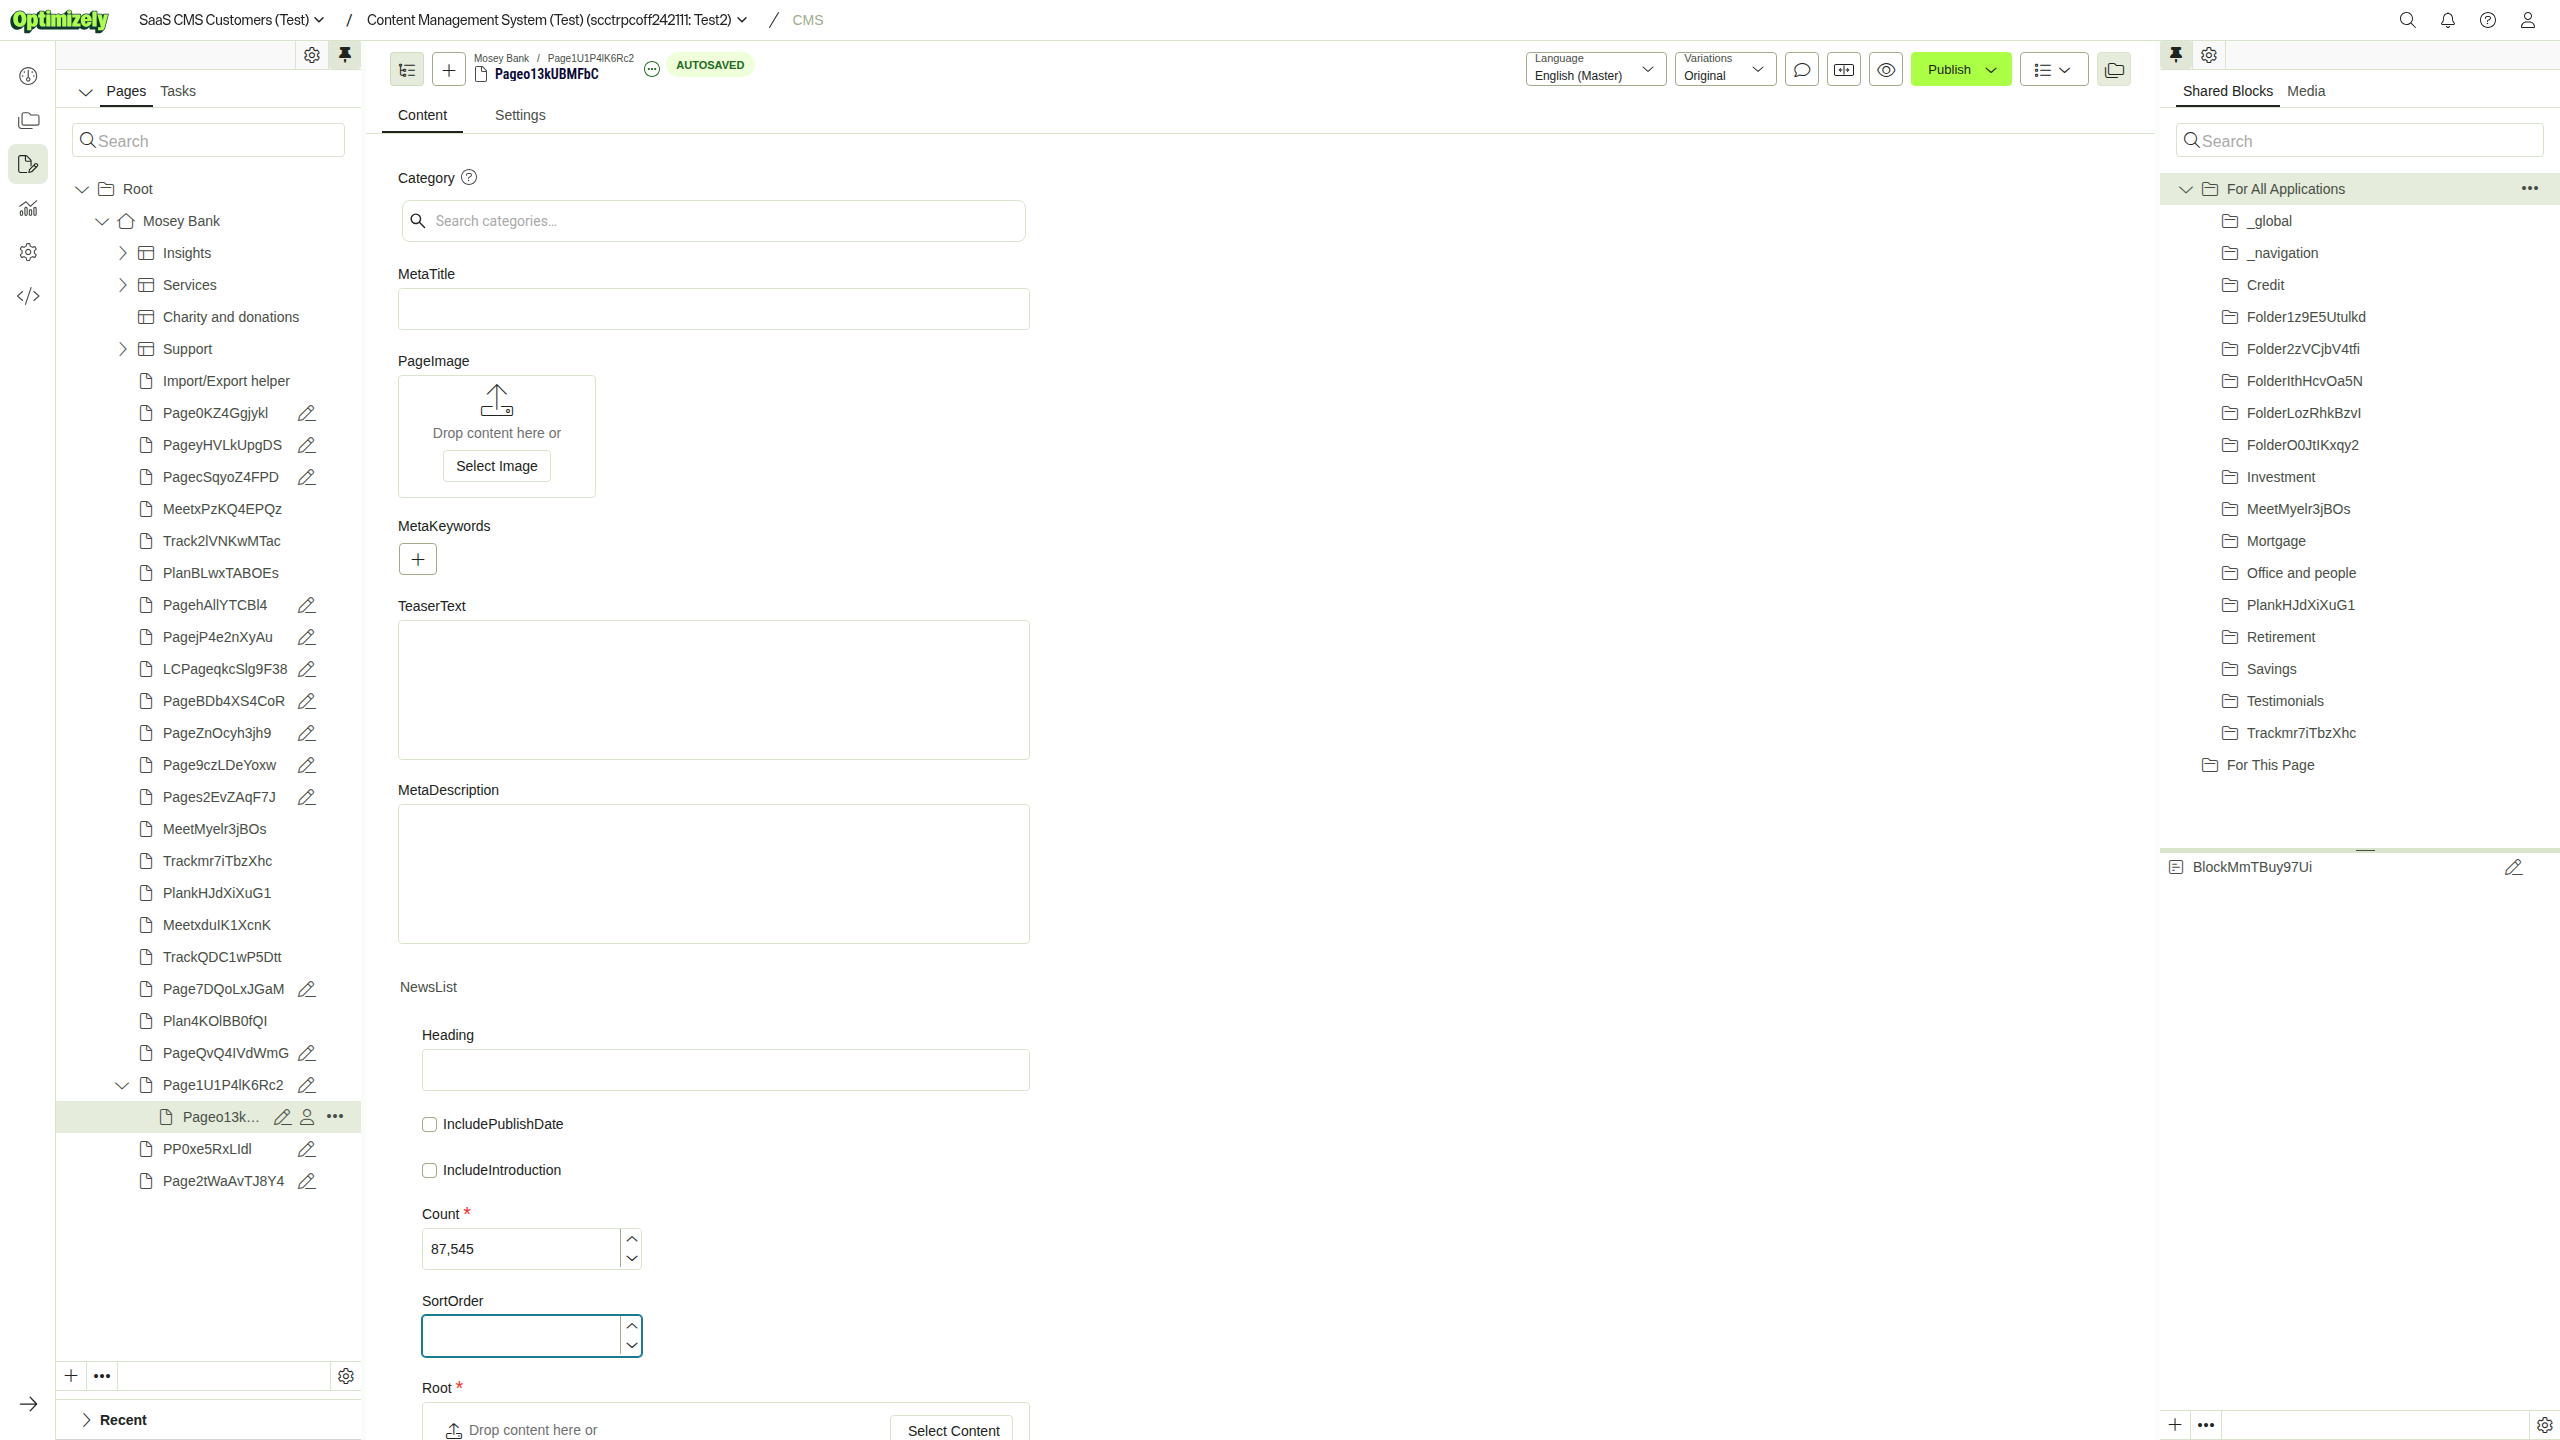 Optimizely
SaaS CMS Customers (Test)
/
Content Management System (Test) (scctrpcoff242111: Test2)
/
CMS
Pages
Tasks
Search
Root
Mosey Bank
Insights
Services
Charity and donations
Support
Import/Export helper
Page0KZ4Ggjykl
PageyHVLkUpgDS
PagecSqyoZ4FPD
MeetxPzKQ4EPQz
Track2lVNKwMTac
PlanBLwxTABOEs
PagehAllYTCBl4
PagejP4e2nXyAu
LCPageqkcSlg9F38
PageBDb4XS4CoR
PageZnOcyh3jh9
Page9czLDeYoxw
Pages2EvZAqF7J
MeetMyelr3jBOs
Trackmr7iTbzXhc
PlankHJdXiXuG1
MeetxduIK1XcnK
TrackQDC1wP5Dtt
Page7DQoLxJGaM
Plan4KOlBB0fQI
PageQvQ4IVdWmG
Page1U1P4lK6Rc2
Pageo13k...
PP0xe5RxLIdl
Page2tWaAvTJ8Y4
Recent
Mosey Bank / Page1U1P4lK6Rc2
Pageo13kUBMFbC
AUTOSAVED
Language
English (Master)
Variations
Original
Publish
Content
Settings
Category
Search categories...
MetaTitle
PageImage
Drop content here or
Select Image
MetaKeywords
TeaserText
MetaDescription
NewsList
Heading
IncludePublishDate
IncludeIntroduction
Count *
87,545
SortOrder
Root *
Drop content here or
Select Content
Shared Blocks
Media
Search
For All Applications
_global
_navigation
Credit
Folder1z9E5Utulkd
Folder2zVCjbV4tfi
FolderIthHcvOa5N
FolderLozRhkBzvI
FolderO0JtIKxqy2
Investment
MeetMyelr3jBOs
Mortgage
Office and people
PlankHJdXiXuG1
Retirement
Savings
Testimonials
Trackmr7iTbzXhc
For This Page
BlockMmTBuy97Ui